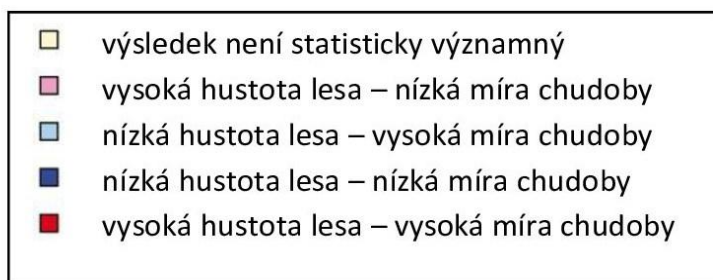 výsledek není statisticky významný
vysoká hustota lesa – nízká míra chudoby
nízká hustota lesa – vysoká míra chudoby
nízká hustota lesa – nízká míra chudoby
vysoká hustota lesa – vysoká míra chudoby